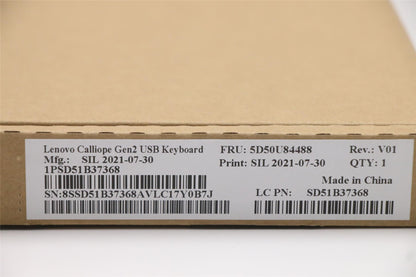 Lenovo Calliope Gen2 USB Keyboard FRU: 5D50U84488 Rev.: V01
Mfg.: SIL 2021-07-30 Print: SIL 2021-07-30 QTY: 1
1PSD51B37368 Made in China
SN:8SSD51B37368AVLC17Y0B7J LC PN: SD51B37368